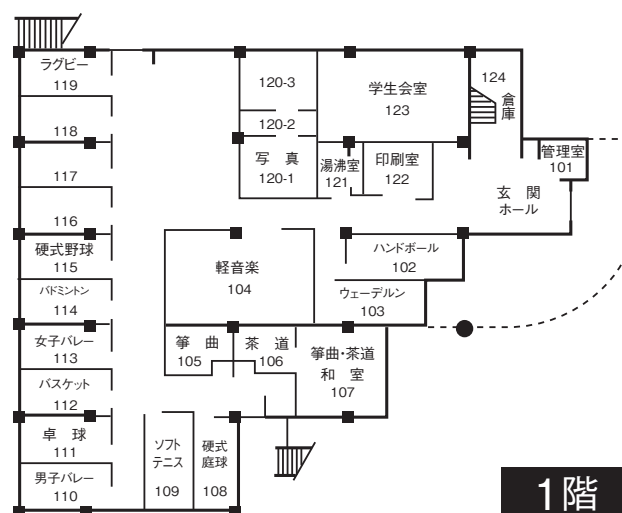 ラグビー
119
118
117
116
硬式野球
115
バドミントン
114
女子バレー
113
バスケット
112
卓 球
111
男子バレー
110
120-3
120-2
写 真
120-1
学生会室
123
湯沸室
121
印刷室
122
124
倉庫
管理室
101
玄 関
ホール
軽音楽
104
ハンドボール
102
ウェーデルン
103
箏 曲
105
茶 道
106
箏曲・茶道
和 室
107
ソフト
テニス
109
硬式
庭球
108
1階